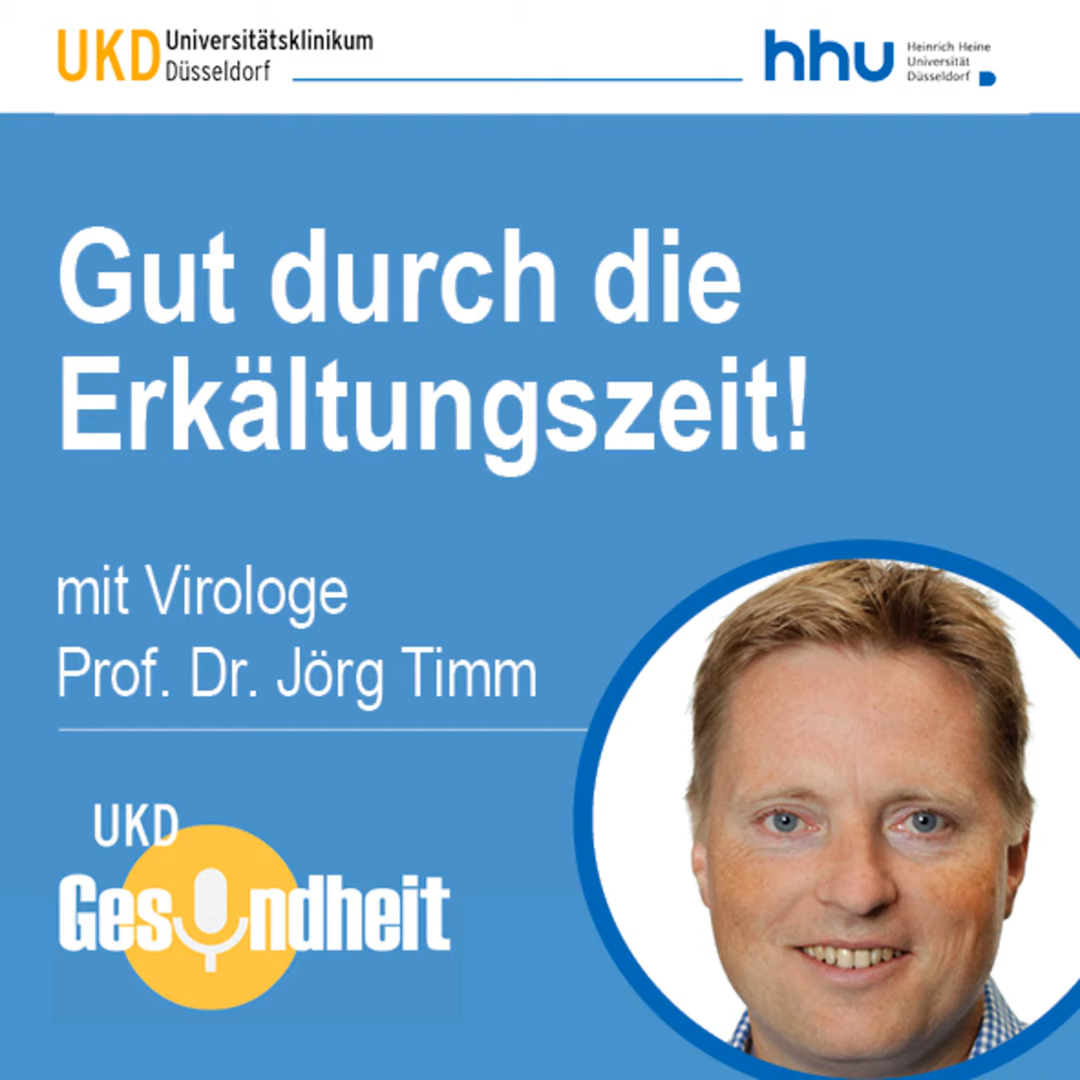 UKD Universitätsklinikum
Düsseldorf
hhu Heinrich Heine
Universität
Düsseldorf
Gut durch die
Erkältungszeit!
mit Virologe
Prof. Dr. Jörg Timm
UKD
Gesundheit